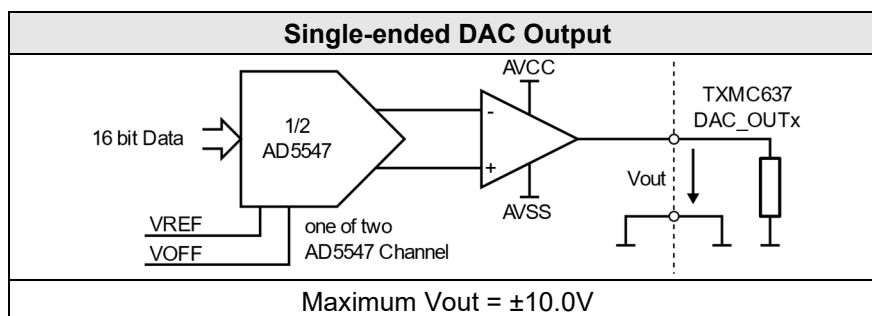 Single-ended DAC Output
AVCC
TXMC637
DAC_OUTx
16 bit Data
1/2
AD5547
-
+
Vout
AVSS
VREF
VOFF
one of two
AD5547 Channel
Maximum Vout = ±10.0V